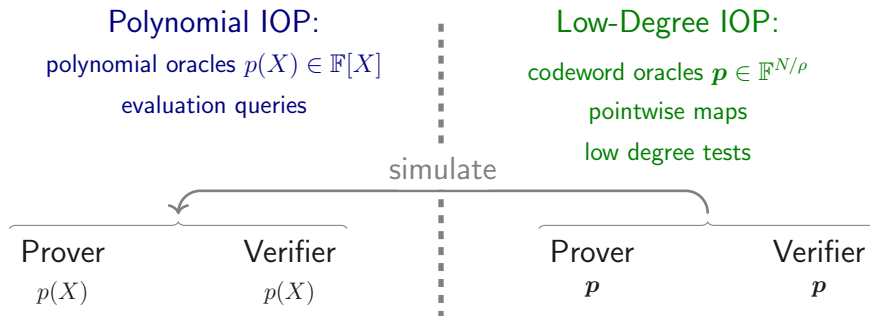 Polynomial IOP:
polynomial oracles p(X) ∈ 𝔽[X]
evaluation queries
Low-Degree IOP:
codeword oracles 𝒑 ∈ 𝔽^{N/ρ}
pointwise maps
low degree tests
simulate
Prover
p(X)
Verifier
p(X)
Prover
𝒑
Verifier
𝒑